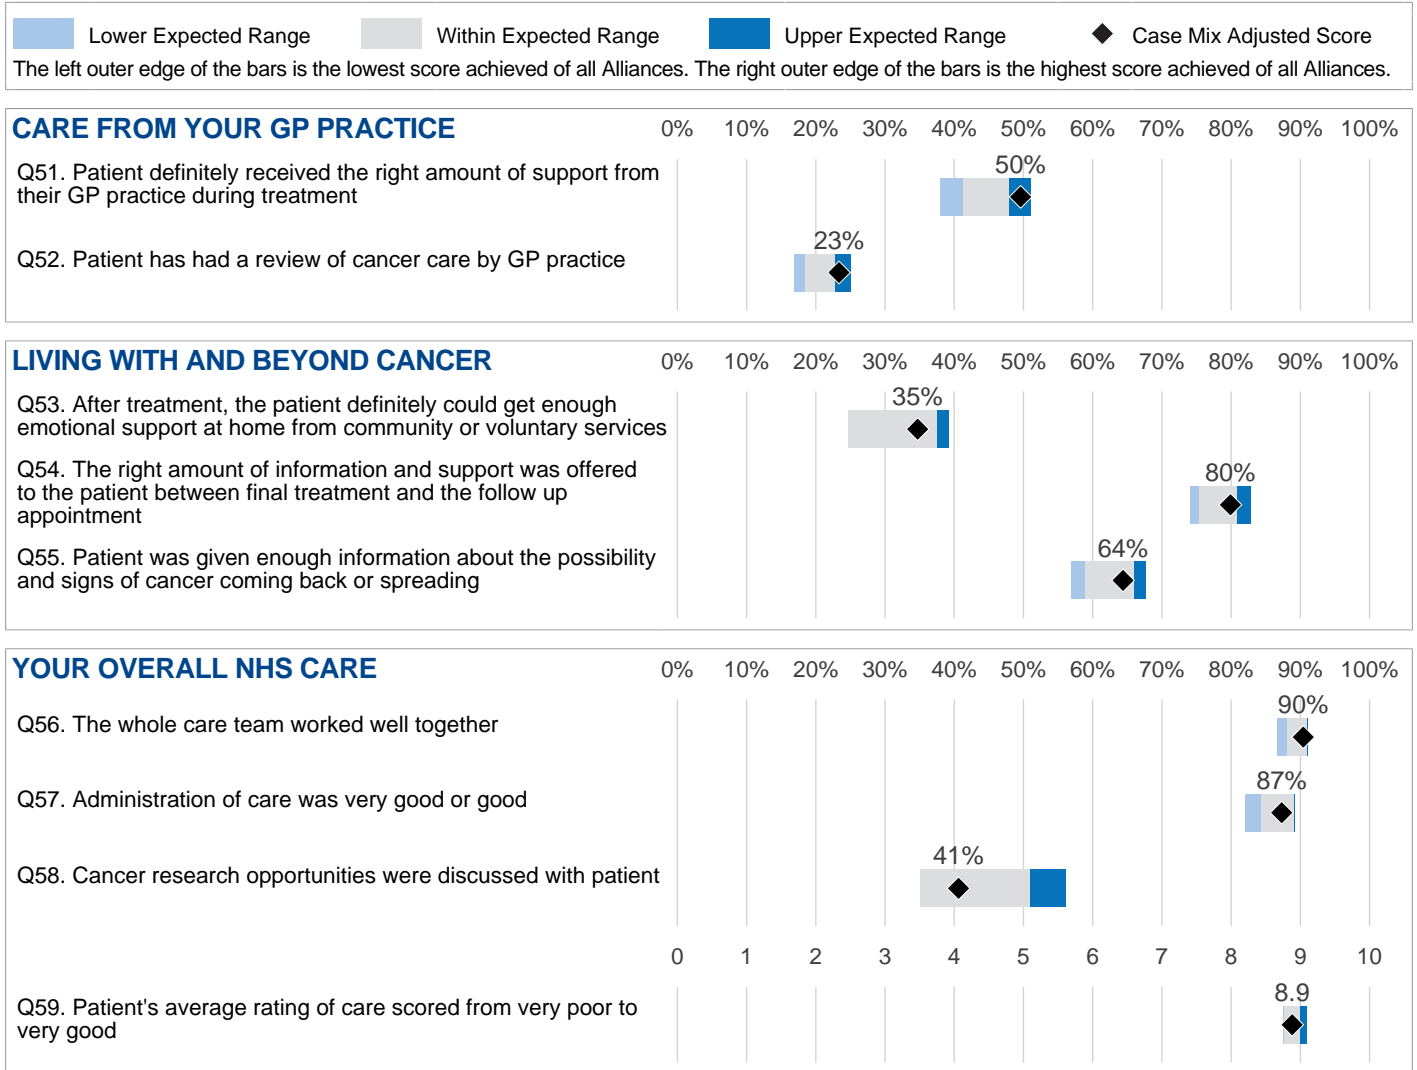 Lower Expected Range Within Expected Range Upper Expected Range Case Mix Adjusted Score
The left outer edge of the bars is the lowest score achieved of all Alliances. The right outer edge of the bars is the highest score achieved of all Alliances.
CARE FROM YOUR GP PRACTICE 0% 10% 20% 30% 40% 50% 60% 70% 80% 90% 100%
50%
Q51. Patient definitely received the right amount of support from
their GP practice during treatment
23%
Q52. Patient has had a review of cancer care by GP practice
LIVING WITH AND BEYOND CANCER 0% 10% 20% 30% 40% 50% 60% 70% 80% 90% 100%
35%
Q53. After treatment, the patient definitely could get enough
emotional support at home from community or voluntary services
80%
Q54. The right amount of information and support was offered
to the patient between final treatment and the follow up
appointment
64%
Q55. Patient was given enough information about the possibility
and signs of cancer coming back or spreading
YOUR OVERALL NHS CARE 0% 10% 20% 30% 40% 50% 60% 70% 80% 90% 100%
90%
Q56. The whole care team worked well together
87%
Q57. Administration of care was very good or good
41%
Q58. Cancer research opportunities were discussed with patient
0 1 2 3 4 5 6 7 8 9 10
8.9
Q59. Patient's average rating of care scored from very poor to
very good